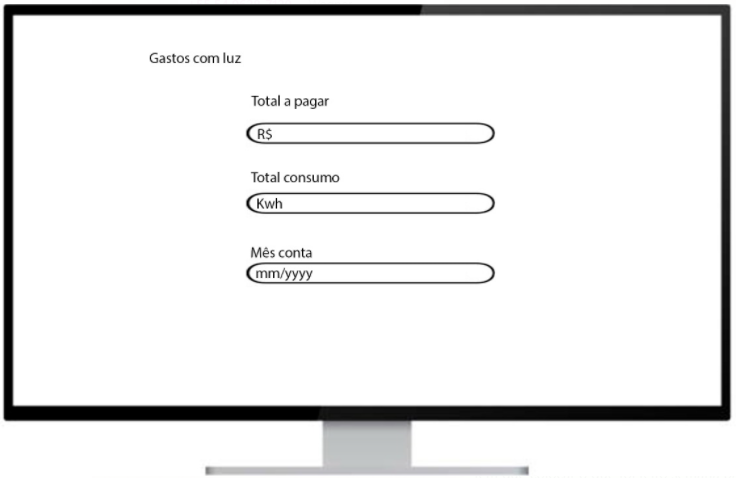 Gastos com luz
Total a pagar
R$
Total consumo
Kwh
Mês conta
mm/yyyy